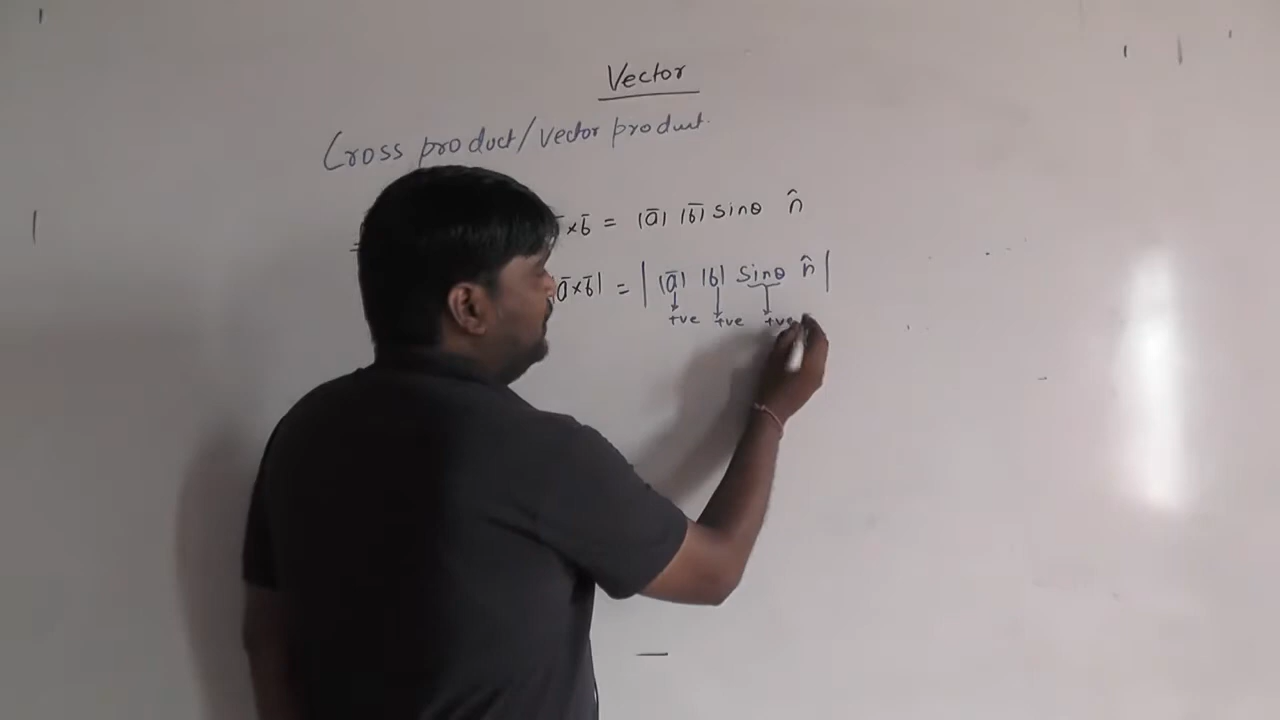 Vector
Cross product/vector product.
×b̄ = |ā| |b̄| sinθ n̂
|ā×b̄| = | |ā| |b| sinθ n̂ |
+ve +ve +ve